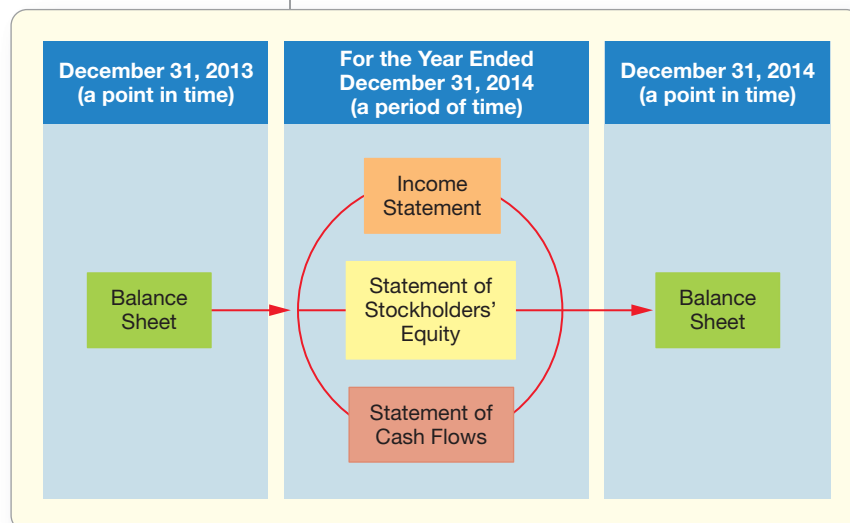 December 31, 2013
(a point in time)
For the Year Ended
December 31, 2014
(a period of time)
December 31, 2014
(a point in time)
Income
Statement
Balance
Sheet
Statement of
Stockholders’
Equity
Balance
Sheet
Statement of
Cash Flows